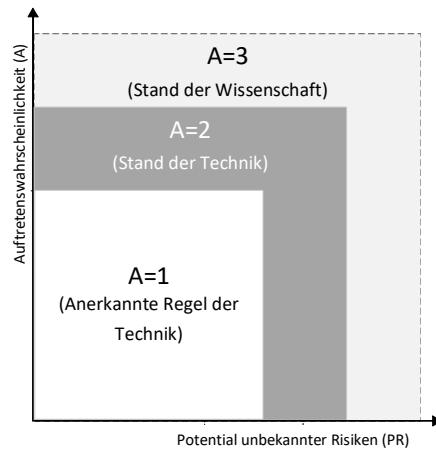 A=3
(Stand der Wissenschaft)
A=2
(Stand der Technik)
A=1
(Anerkannte Regel der
Technik)
Auftretenswahrscheinlichkeit (A)
Potential unbekannter Risiken (PR)